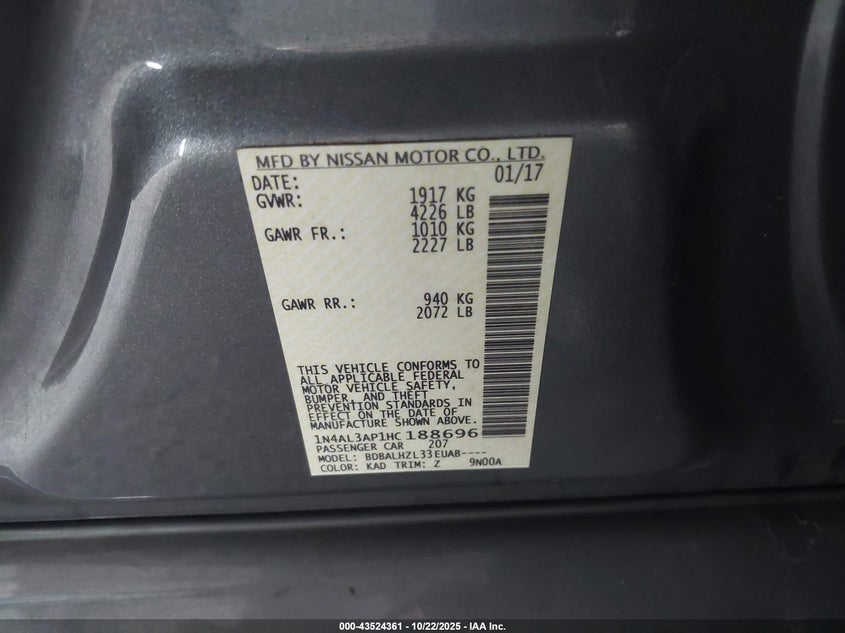 MFD BY NISSAN MOTOR CO., LTD.
DATE: 01/17
GVWR: 1917 KG
4226 LB
GAWR FR.: 1010 KG
2227 LB
GAWR RR.: 940 KG
2072 LB
THIS VEHICLE CONFORMS TO
ALL APPLICABLE FEDERAL
MOTOR VEHICLE SAFETY,
BUMPER, AND THEFT
PREVENTION STANDARDS IN
EFFECT ON THE DATE OF
MANUFACTURE SHOWN ABOVE.
1N4AL3AP1HC188696
PASSENGER CAR 207
MODEL: BDBALHZL33EUAB----
COLOR: KAD TRIM: Z 9N00A
000-43524361 - 10/22/2025 - IAA Inc.